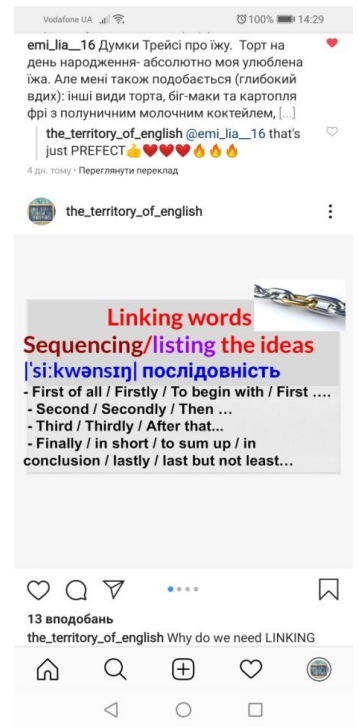 Vodafone UA 100% 14:29
emi_lia__16 Думки Трейсі про їжу. Торт на
день народження- абсолютно моя улюблена
їжа. Але мені також подобається (глибокий
вдих): інші види торта, біг-маки та картопля
фрі з полуничним молочним коктейлем, [...]
the_territory_of_english @emi_lia__16 that's
just PREFECT👍❤️❤️❤️🔥🔥🔥
4 дн. тому • Переглянути переклад
the_territory_of_english
Linking words
Sequencing/listing the ideas
|'si:kwənsɪŋ| послідовність
- First of all / Firstly / To begin with / First ....
- Second / Secondly / Then ...
- Third / Thirdly / After that...
- Finally / in short / to sum up / in
conclusion / lastly / last but not least...
13 вподобань
the_territory_of_english Why do we need LINKING